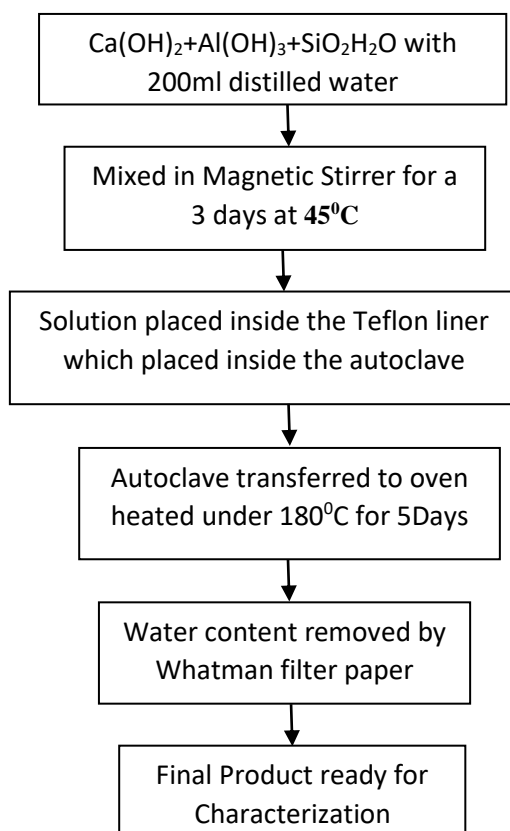 Ca(OH)₂+Al(OH)₃+SiO₂H₂O with
200ml distilled water
Mixed in Magnetic Stirrer for a
3 days at 45⁰C
Solution placed inside the Teflon liner
which placed inside the autoclave
Autoclave transferred to oven
heated under 180⁰C for 5Days
Water content removed by
Whatman filter paper
Final Product ready for
Characterization